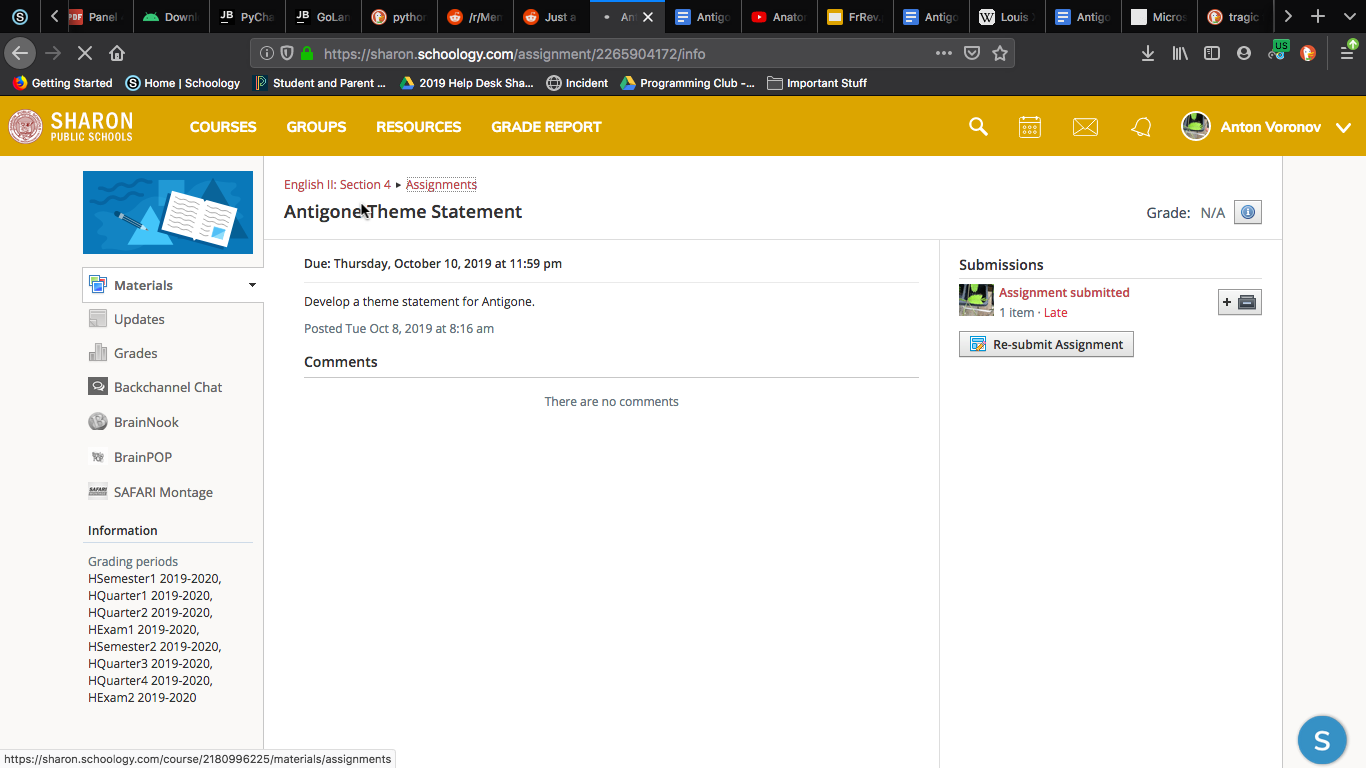 PDF Panel
Downl
JB PyCha
JB GoLan
python
/r/Men
Just a
An
Antigo
Anator
FrRev.
Antigo
W Louis
Antigo
Micros
tragic
https://sharon.schoology.com/assignment/2265904172/info
US
Getting Started
Home | Schoology
Student and Parent ...
2019 Help Desk Sha...
Incident
Programming Club -...
Important Stuff
SHARON
PUBLIC SCHOOLS
COURSES
GROUPS
RESOURCES
GRADE REPORT
Anton Voronov
English II: Section 4 ▸ Assignments
Antigone Theme Statement
Grade: N/A
Materials
Updates
Grades
Backchannel Chat
BrainNook
BrainPOP
SAFARI Montage
Information
Grading periods
HSemester1 2019-2020,
HQuarter1 2019-2020,
HQuarter2 2019-2020,
HExam1 2019-2020,
HSemester2 2019-2020,
HQuarter3 2019-2020,
HQuarter4 2019-2020,
HExam2 2019-2020
Due: Thursday, October 10, 2019 at 11:59 pm
Develop a theme statement for Antigone.
Posted Tue Oct 8, 2019 at 8:16 am
Comments
There are no comments
Submissions
Assignment submitted
1 item · Late
Re-submit Assignment
S
https://sharon.schoology.com/course/2180996225/materials/assignments